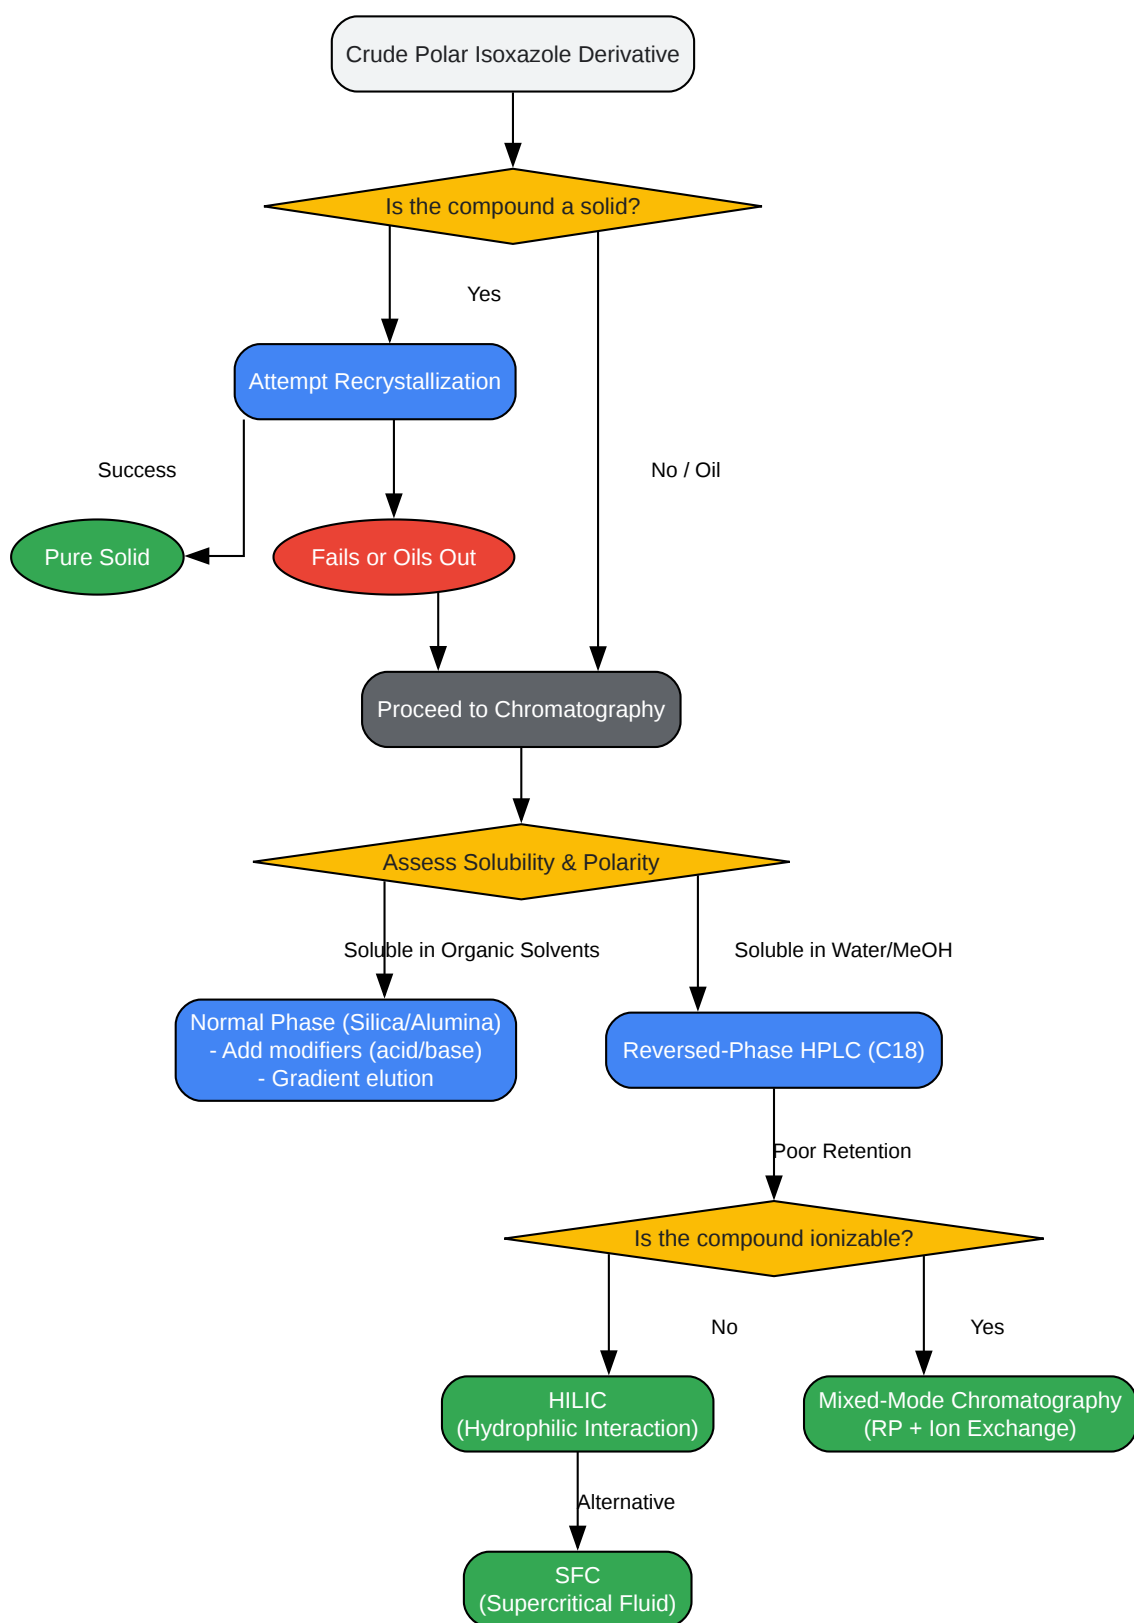 Crude Polar Isoxazole Derivative
Is the compound a solid?
Yes
Attempt Recrystallization
Success
No / Oil
Pure Solid
Fails or Oils Out
Proceed to Chromatography
Assess Solubility & Polarity
Soluble in Organic Solvents
Soluble in Water/MeOH
Normal Phase (Silica/Alumina)
- Add modifiers (acid/base)
- Gradient elution
Reversed-Phase HPLC (C18)
Poor Retention
Is the compound ionizable?
No
Yes
HILIC
(Hydrophilic Interaction)
Mixed-Mode Chromatography
(RP + Ion Exchange)
Alternative
SFC
(Supercritical Fluid)